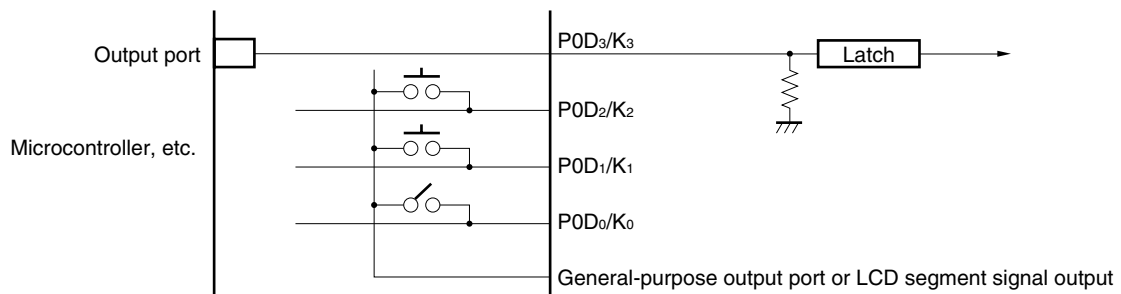 P0D₃/K₃
Output port
Latch
P0D₂/K₂
Microcontroller, etc.
P0D₁/K₁
P0D₀/K₀
General-purpose output port or LCD segment signal output